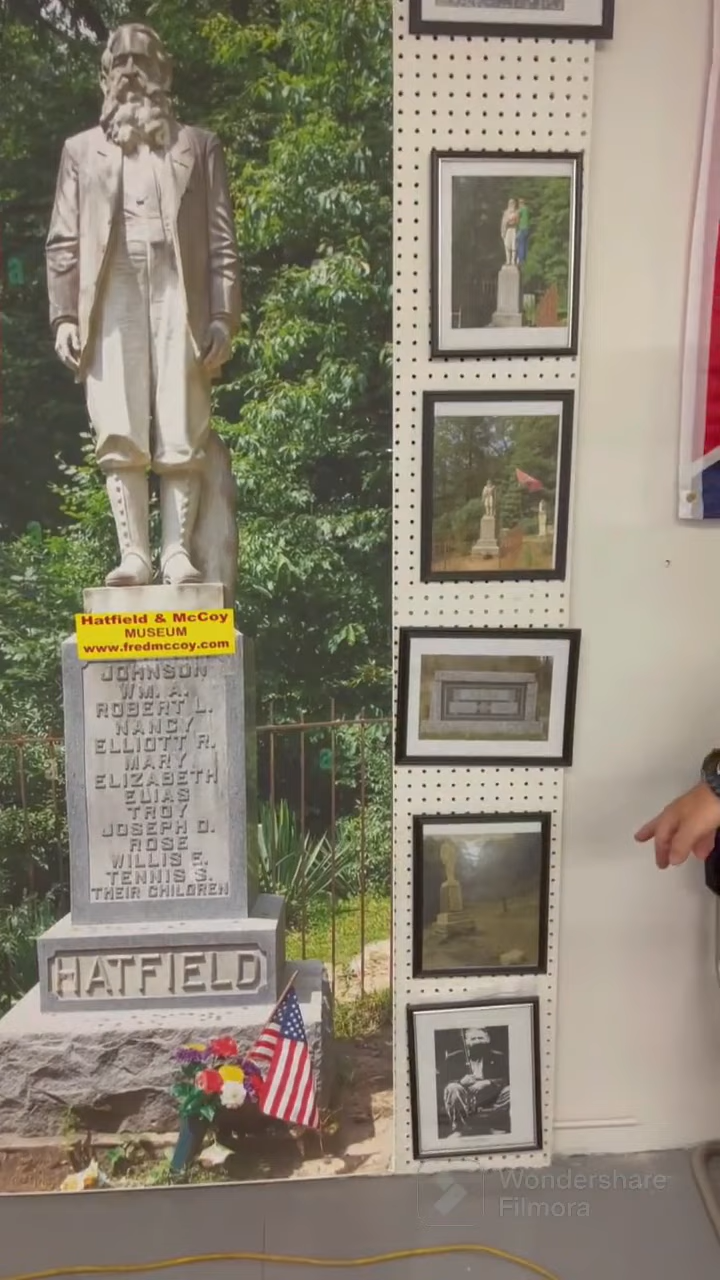 Hatfield & McCoy
MUSEUM
www.fredmccoy.com
JOHNSON
WM. A.
ROBERT L.
NANCY
ELLIOTT R.
MARY
ELIZABETH
ELIAS
TROY
JOSEPH D.
ROSE
WILLIS E.
TENNIS S.
THEIR CHILDREN
HATFIELD
Wondershare
Filmora